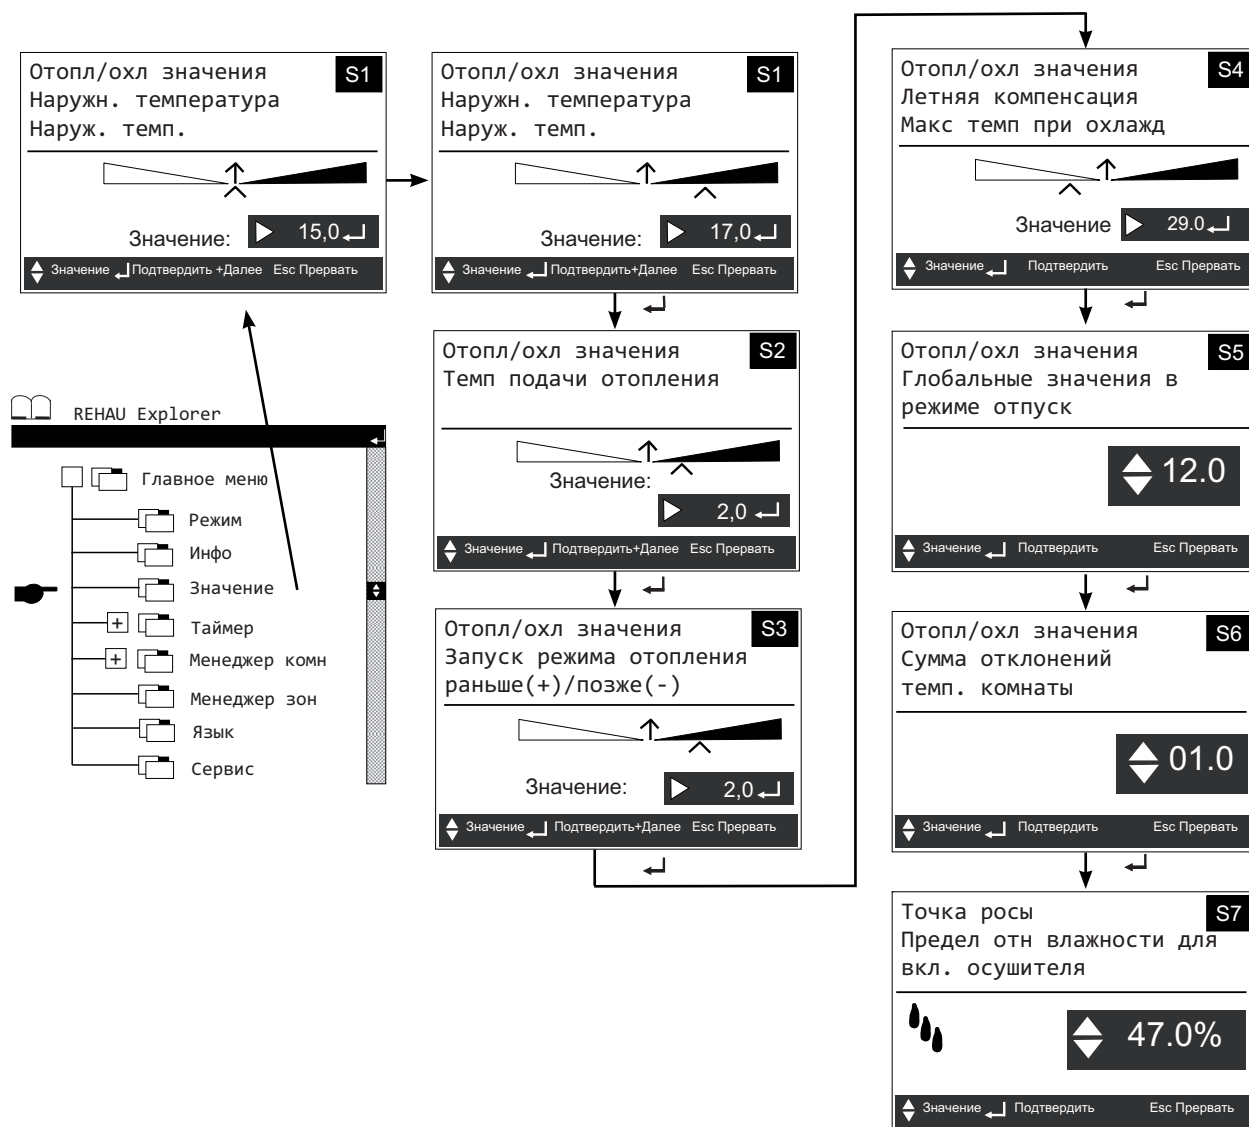 Отопл/охл значения
S1
Наружн. температура
Наруж. темп.
Значение:
15,0
Значение
Подтвердить +Далее
Esc Прервать
Отопл/охл значения
S1
Наружн. температура
Наруж. темп.
Значение:
17,0
Значение
Подтвердить+Далее
Esc Прервать
REHAU Explorer
Главное меню
Режим
Инфо
Значение
+ Таймер
+ Менеджер комн
Менеджер зон
Язык
Сервис
Отопл/охл значения
S2
Темп подачи отопления
Значение:
2,0
Значение
Подтвердить+Далее
Esc Прервать
Отопл/охл значения
S3
Запуск режима отопления
раньше(+)/позже(-)
Значение:
2,0
Значение
Подтвердить+Далее
Esc Прервать
Отопл/охл значения
S4
Летняя компенсация
Макс темп при охлажд
Значение
29.0
Значение
Подтвердить
Esc Прервать
Отопл/охл значения
S5
Глобальные значения в
режиме отпуск
12.0
Значение
Подтвердить
Esc Прервать
Отопл/охл значения
S6
Сумма отклонений
темп. комнаты
01.0
Значение
Подтвердить
Esc Прервать
Точка росы
S7
Предел отн влажности для
вкл. осушителя
47.0%
Значение
Подтвердить
Esc Прервать